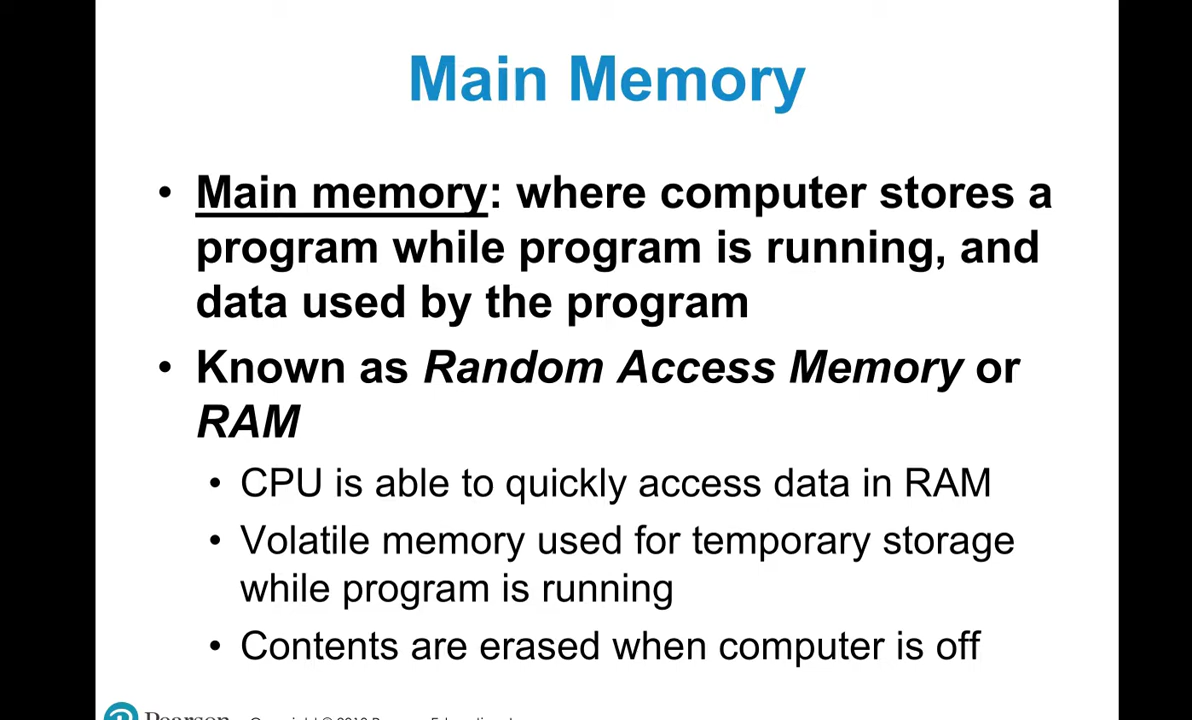 Main Memory
• Main memory: where computer stores a
program while program is running, and
data used by the program
• Known as Random Access Memory or
RAM
• CPU is able to quickly access data in RAM
• Volatile memory used for temporary storage
while program is running
• Contents are erased when computer is off
Pearson